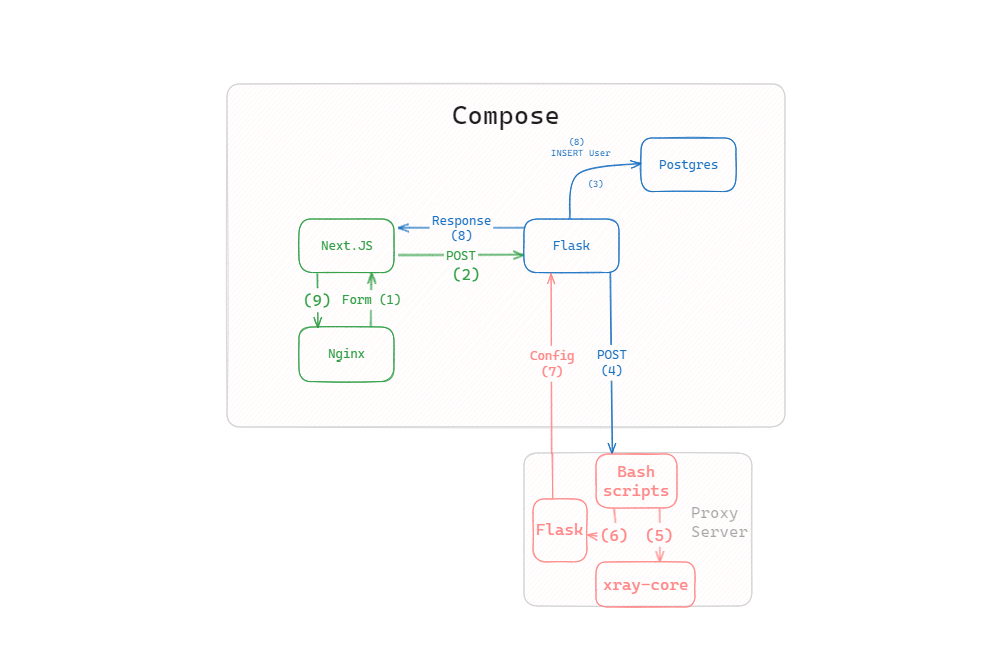 Compose
(8)
INSERT User
Postgres
(3)
Response
(8)
Next.JS
POST
Flask
(2)
(9)
Form (1)
Nginx
Config
(7)
POST
(4)
Bash
scripts
Proxy
Server
Flask
(6)
(5)
xray-core